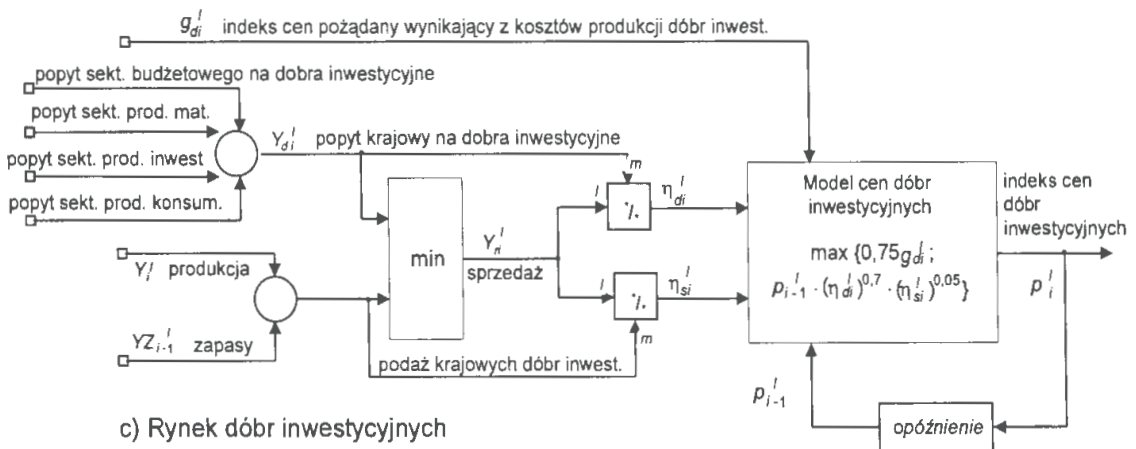 g_di^I indeks cen pożądany wynikający z kosztów produkcji dóbr inwest.
popyt sekt. budżetowego na dobra inwestycyjne
popyt sekt. prod. mat.
popyt sekt. prod. inwest
popyt sekt. prod. konsum.
Y_di^I popyt krajowy na dobra inwestycyjne
Y_i^I produkcja
YZ_i-1^I zapasy
min
Y_ri^I
sprzedaż
podaż krajowych dóbr inwest.
l
m
·/.
η_di^I
l
m
·/.
η_si^I
Model cen dóbr
inwestycyjnych
max {0,75g_di^I ;
p_i-1^I · (η_di^I)^0,7 · (η_si^I)^0,05}
indeks cen
dóbr
inwestycyjnych
p_i^I
p_i-1^I
opóźnienie
c) Rynek dóbr inwestycyjnych